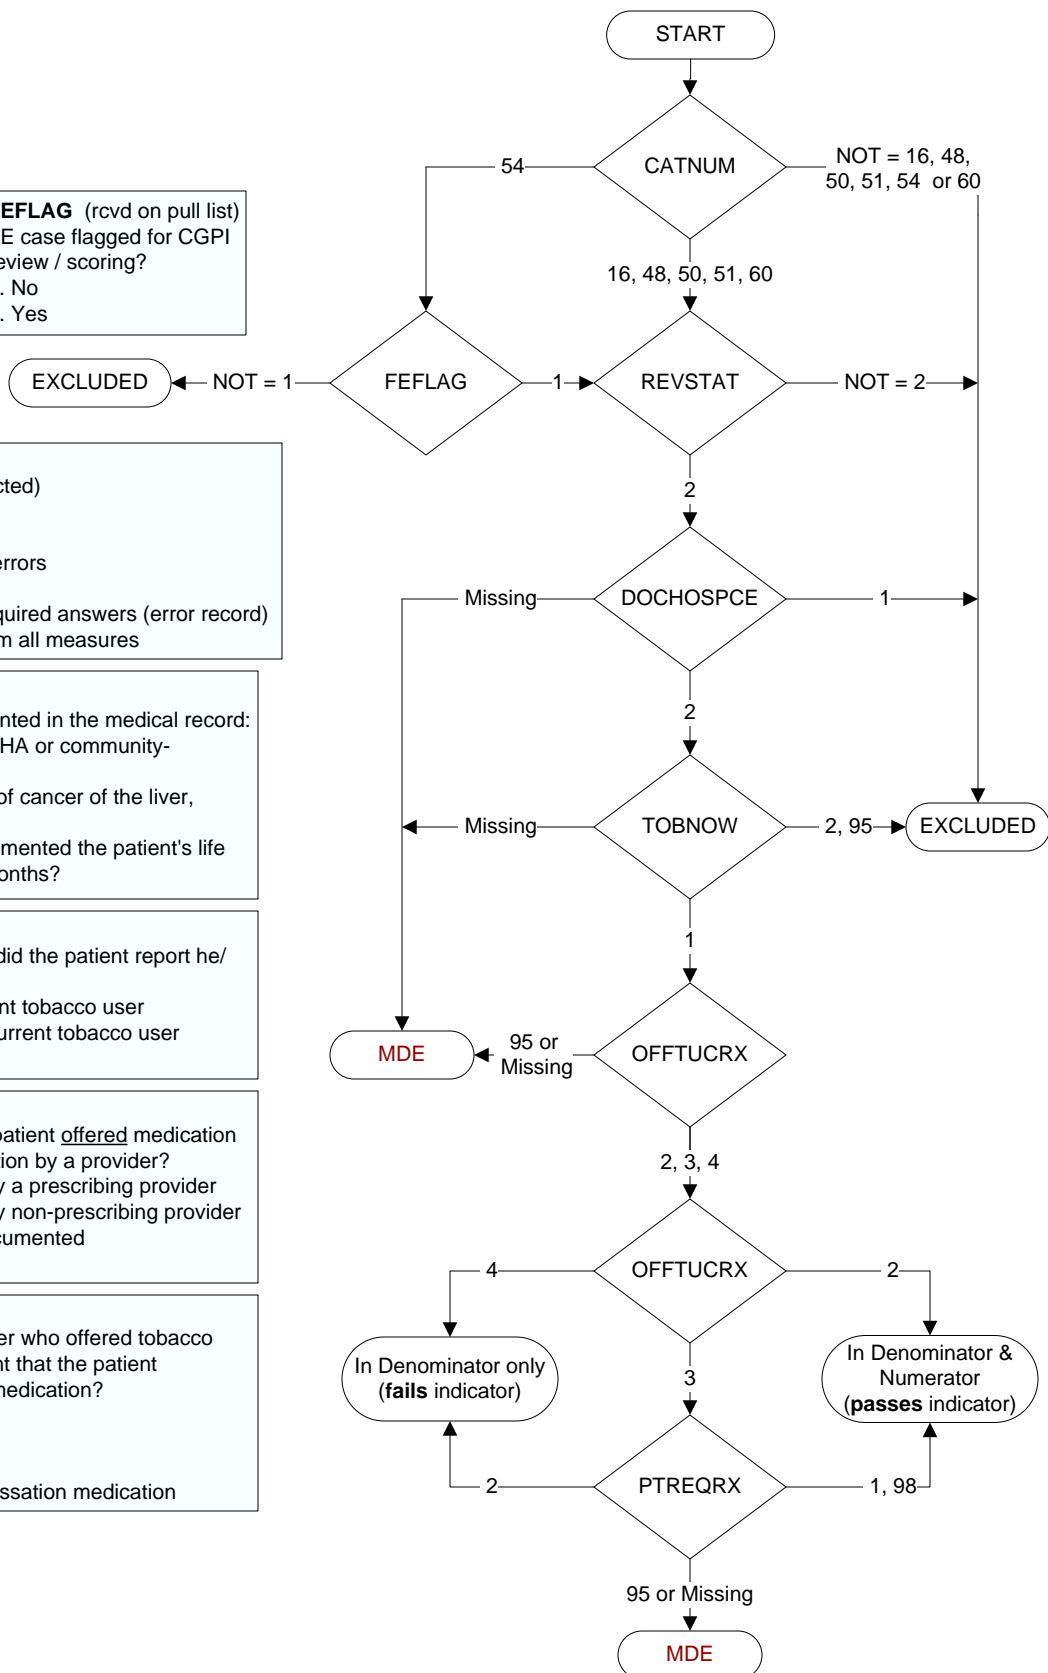 START
CATNUM
54
NOT = 16, 48,
50, 51, 54 or 60
16, 48, 50, 51, 60
EFLAG (rcvd on pull list)
E case flagged for CGPI
eview / scoring?
. No
. Yes
EXCLUDED
NOT = 1
FEFLAG
1
REVSTAT
NOT = 2
2
cted)
errors
quired answers (error record)
m all measures
Missing
DOCHOSPCE
1
2
nted in the medical record:
HA or community-
of cancer of the liver,
mented the patient's life
onths?
Missing
TOBNOW
2, 95
EXCLUDED
1
did the patient report he/
nt tobacco user
urrent tobacco user
MDE
95 or
Missing
OFFTUCRX
2, 3, 4
patient offered medication
tion by a provider?
y a prescribing provider
y non-prescribing provider
cumented
4
OFFTUCRX
2
er who offered tobacco
nt that the patient
medication?
ssation medication
In Denominator only
(fails indicator)
3
In Denominator &
Numerator
(passes indicator)
2
PTREQRX
1, 98
95 or Missing
MDE